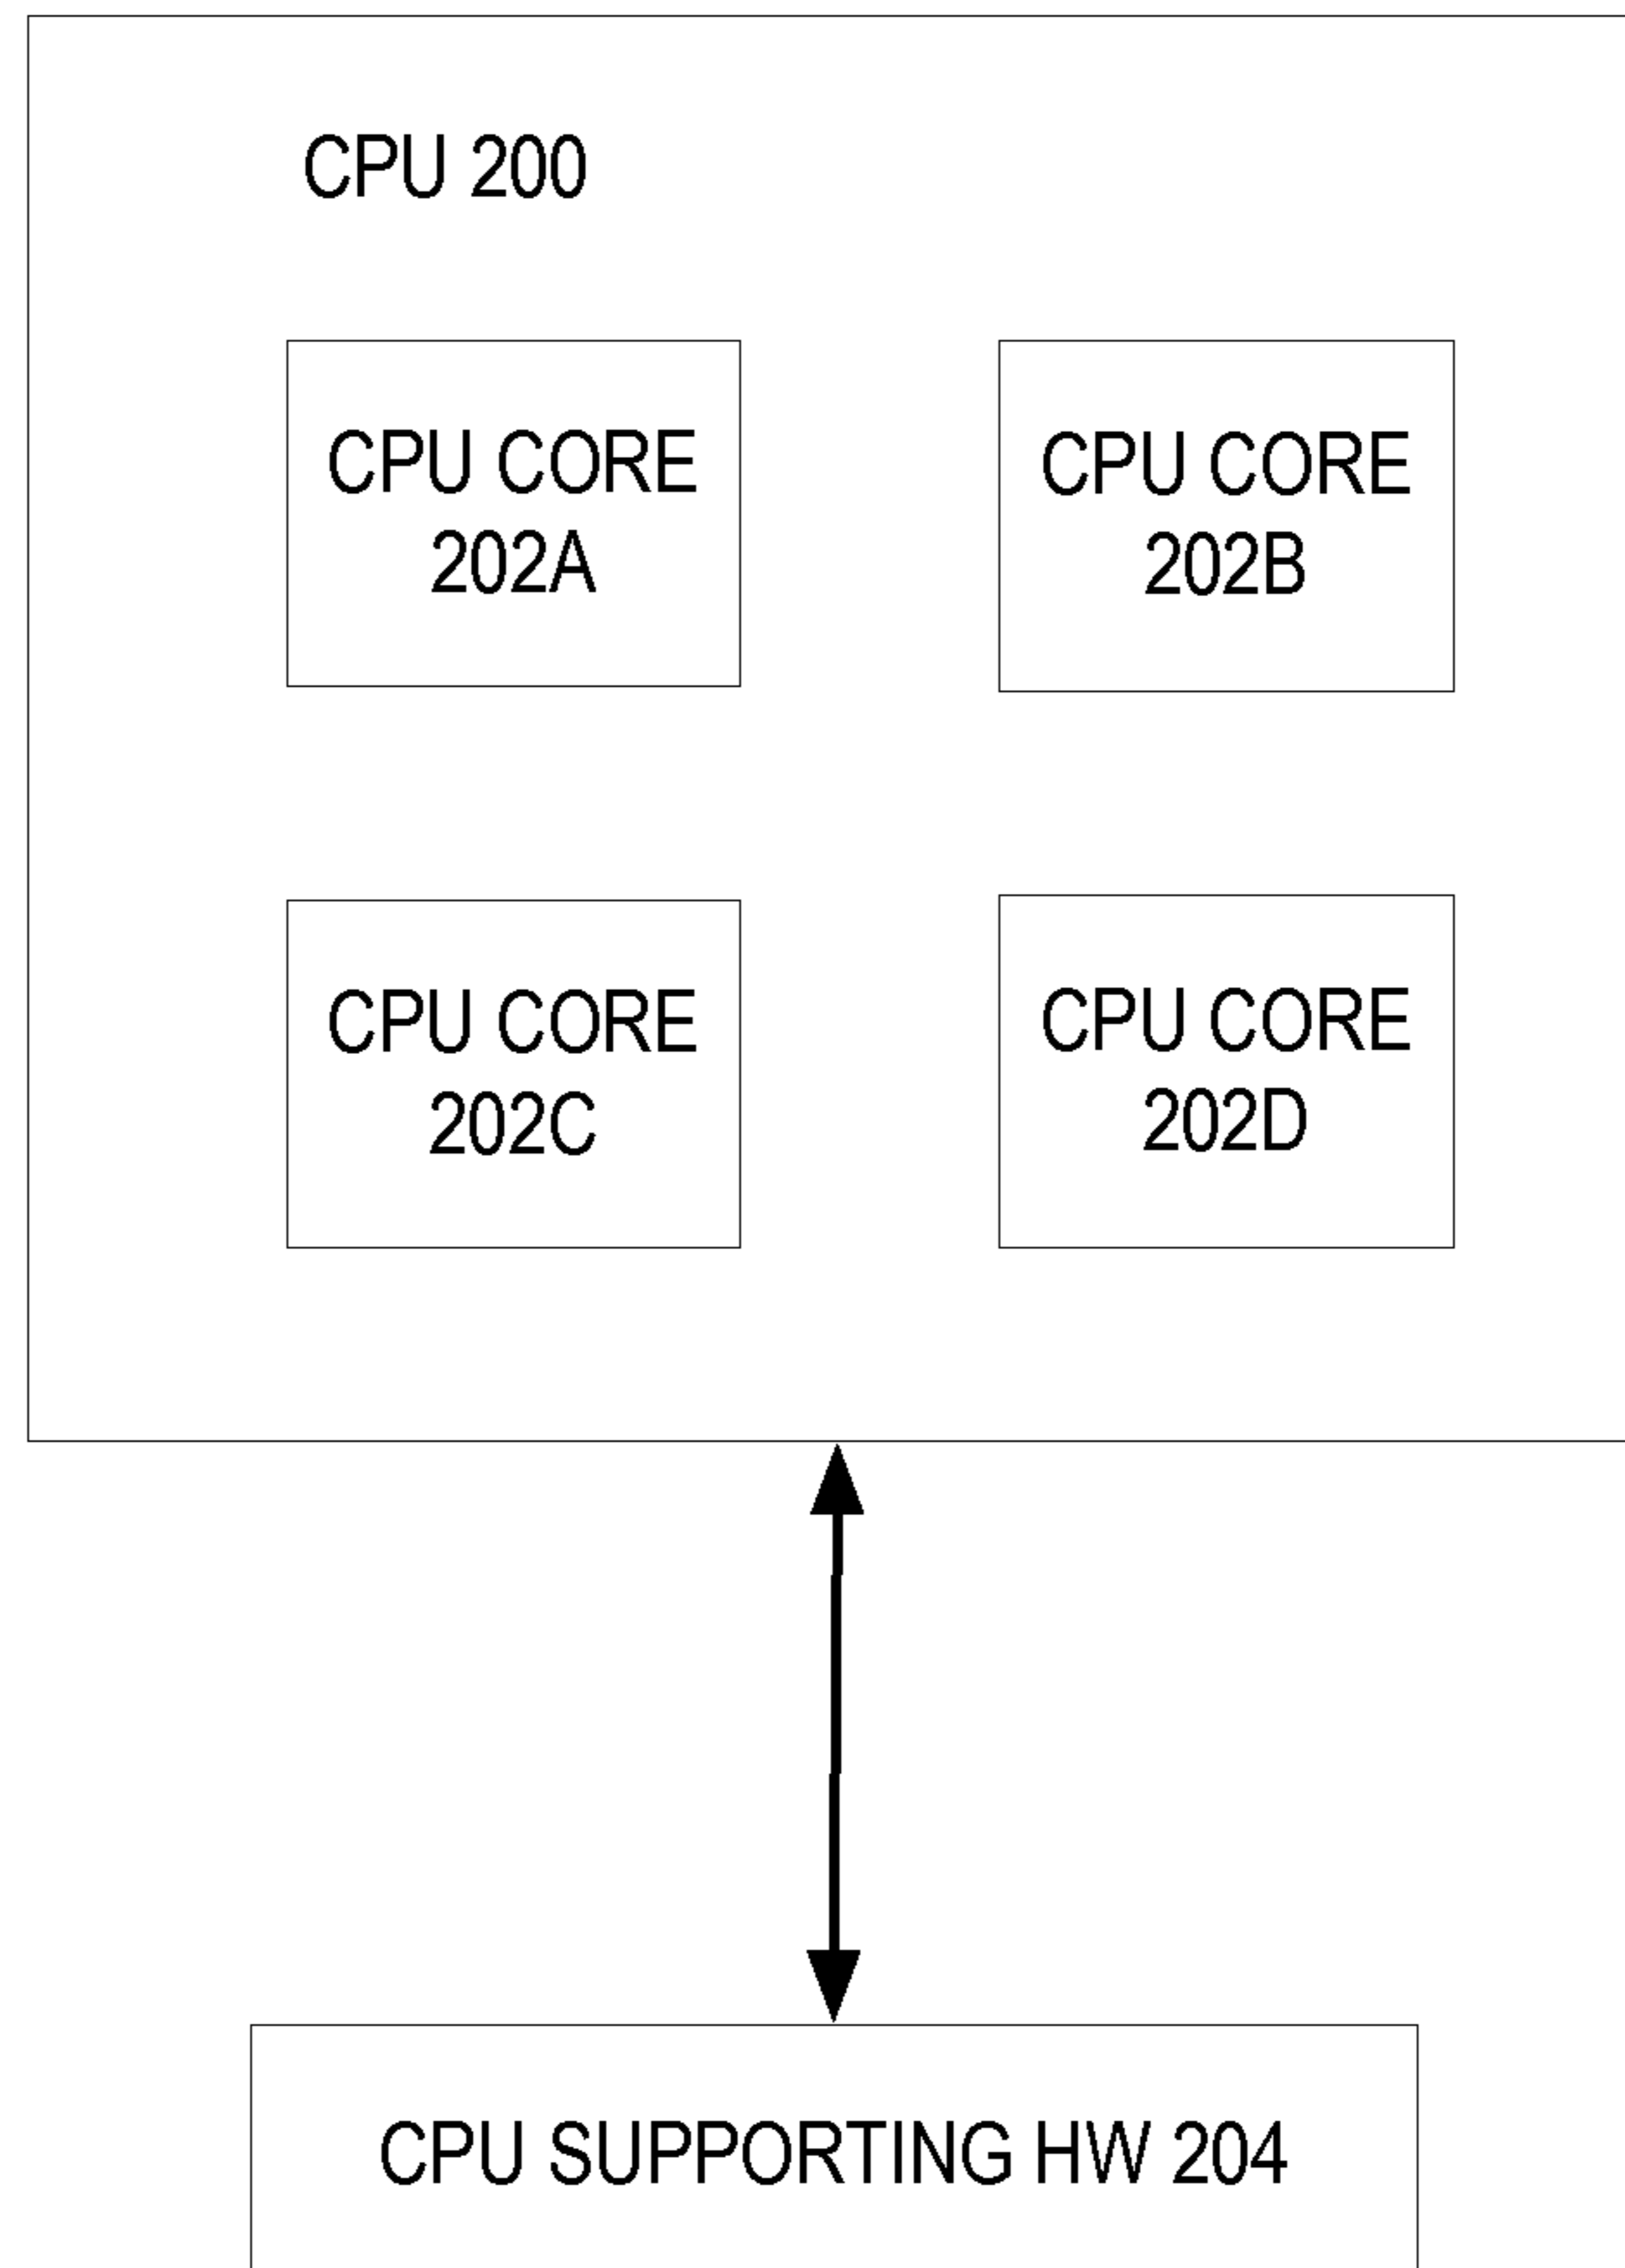 CPU 200
CPU CORE
202A
CPU CORE
202B
CPU CORE
202C
CPU CORE
202D
CPU SUPPORTING HW 204